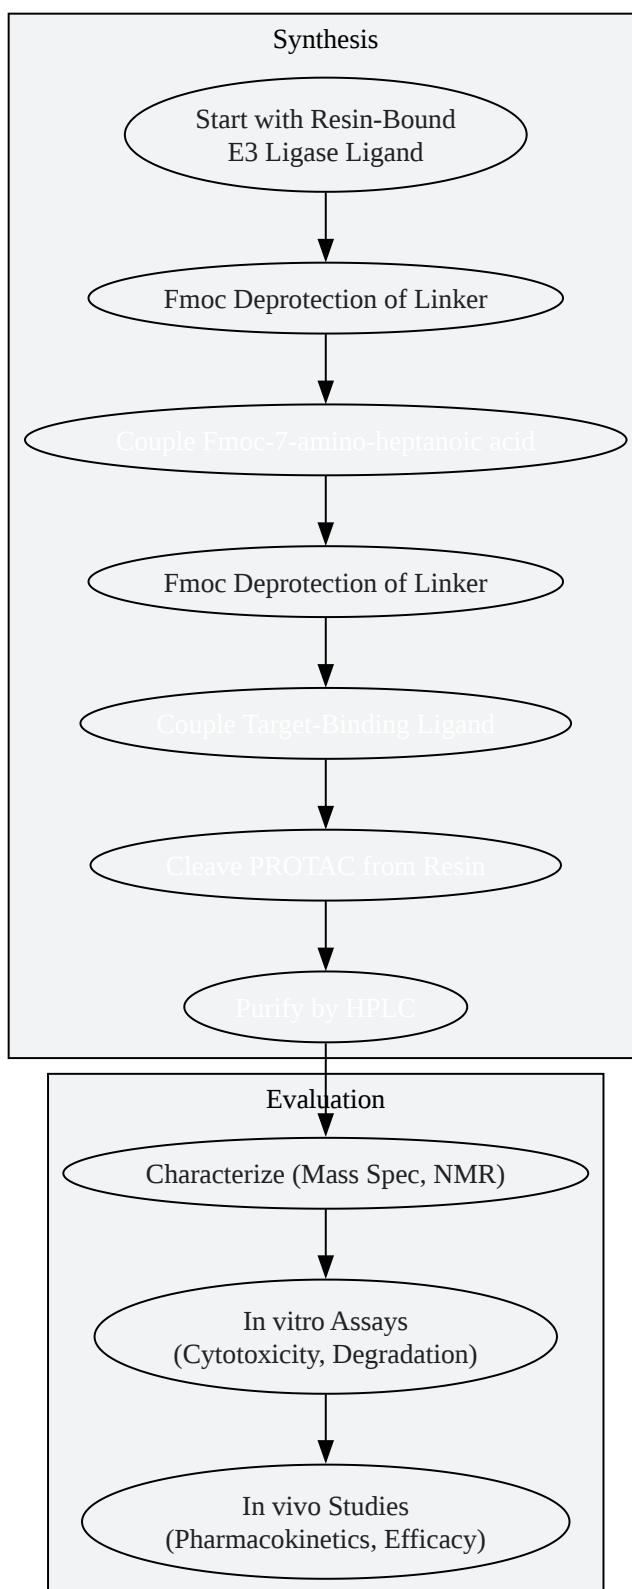 Synthesis
Start with Resin-Bound
E3 Ligase Ligand
Fmoc Deprotection of Linker
Couple Fmoc-7-amino-heptanoic acid
Fmoc Deprotection of Linker
Couple Target-Binding Ligand
Cleave PROTAC from Resin
Purify by HPLC
Evaluation
Characterize (Mass Spec, NMR)
In vitro Assays
(Cytotoxicity, Degradation)
In vivo Studies
(Pharmacokinetics, Efficacy)